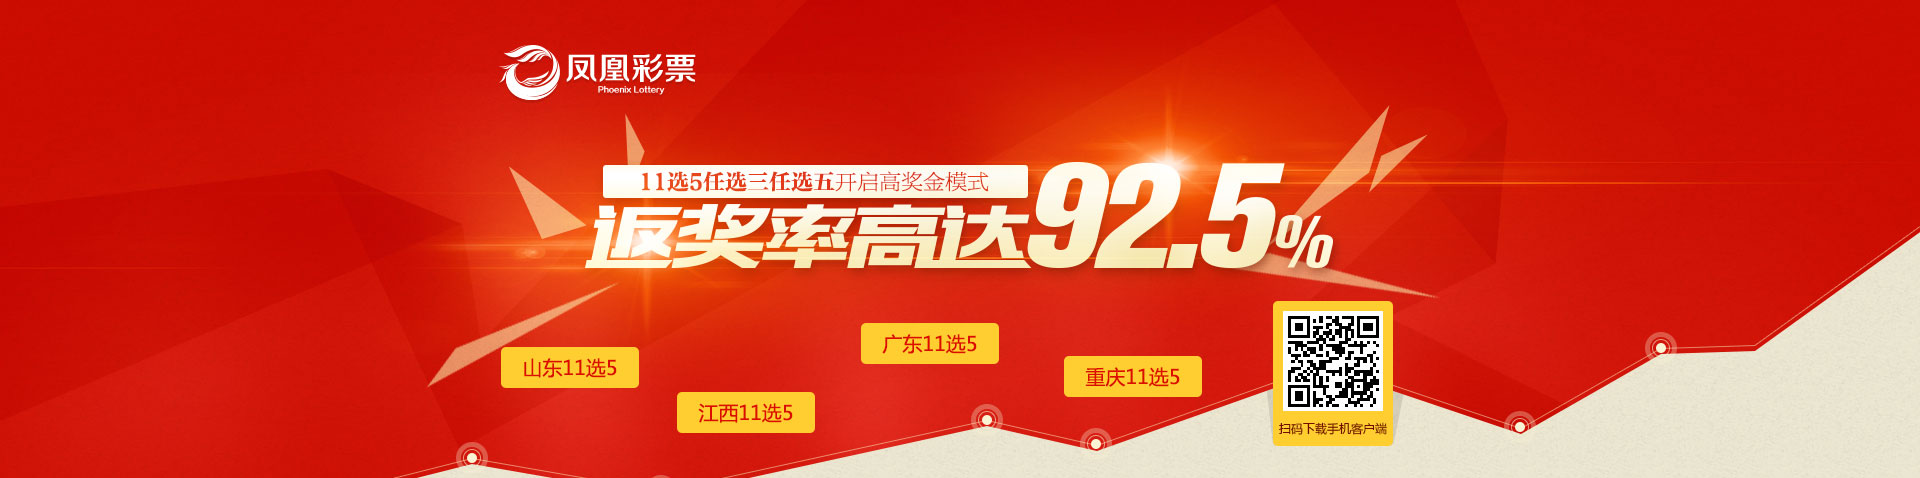 凤凰彩票
Phoenix Lottery
11选5任选三任选五开启高奖金模式
返奖率高达92.5%
山东11选5
江西11选5
广东11选5
重庆11选5
扫码下载手机客户端